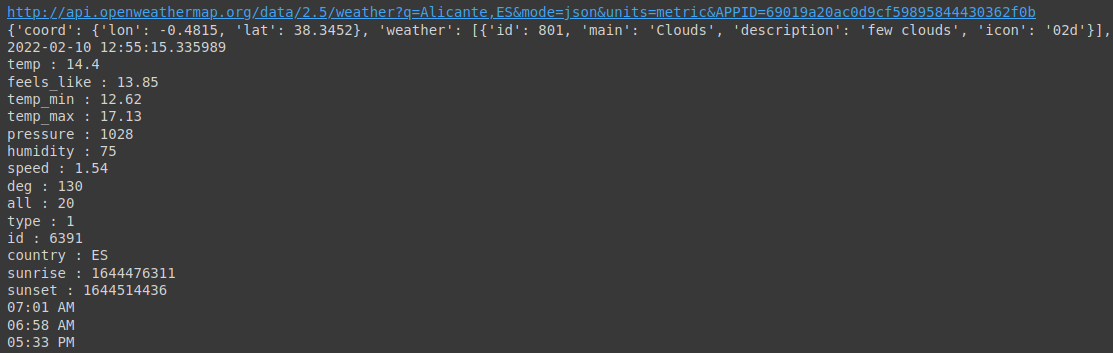 http://api.openweathermap.org/data/2.5/weather?q=Alicante,ES&mode=json&units=metric&APPID=69019a20ac0d9cf59895844430362f0b
{'coord': {'lon': -0.4815, 'lat': 38.3452}, 'weather': [{'id': 801, 'main': 'Clouds', 'description': 'few clouds', 'icon': '02d'}],
2022-02-10 12:55:15.335989
temp : 14.4
feels_like : 13.85
temp_min : 12.62
temp_max : 17.13
pressure : 1028
humidity : 75
speed : 1.54
deg : 130
all : 20
type : 1
id : 6391
country : ES
sunrise : 1644476311
sunset : 1644514436
07:01 AM
06:58 AM
05:33 PM